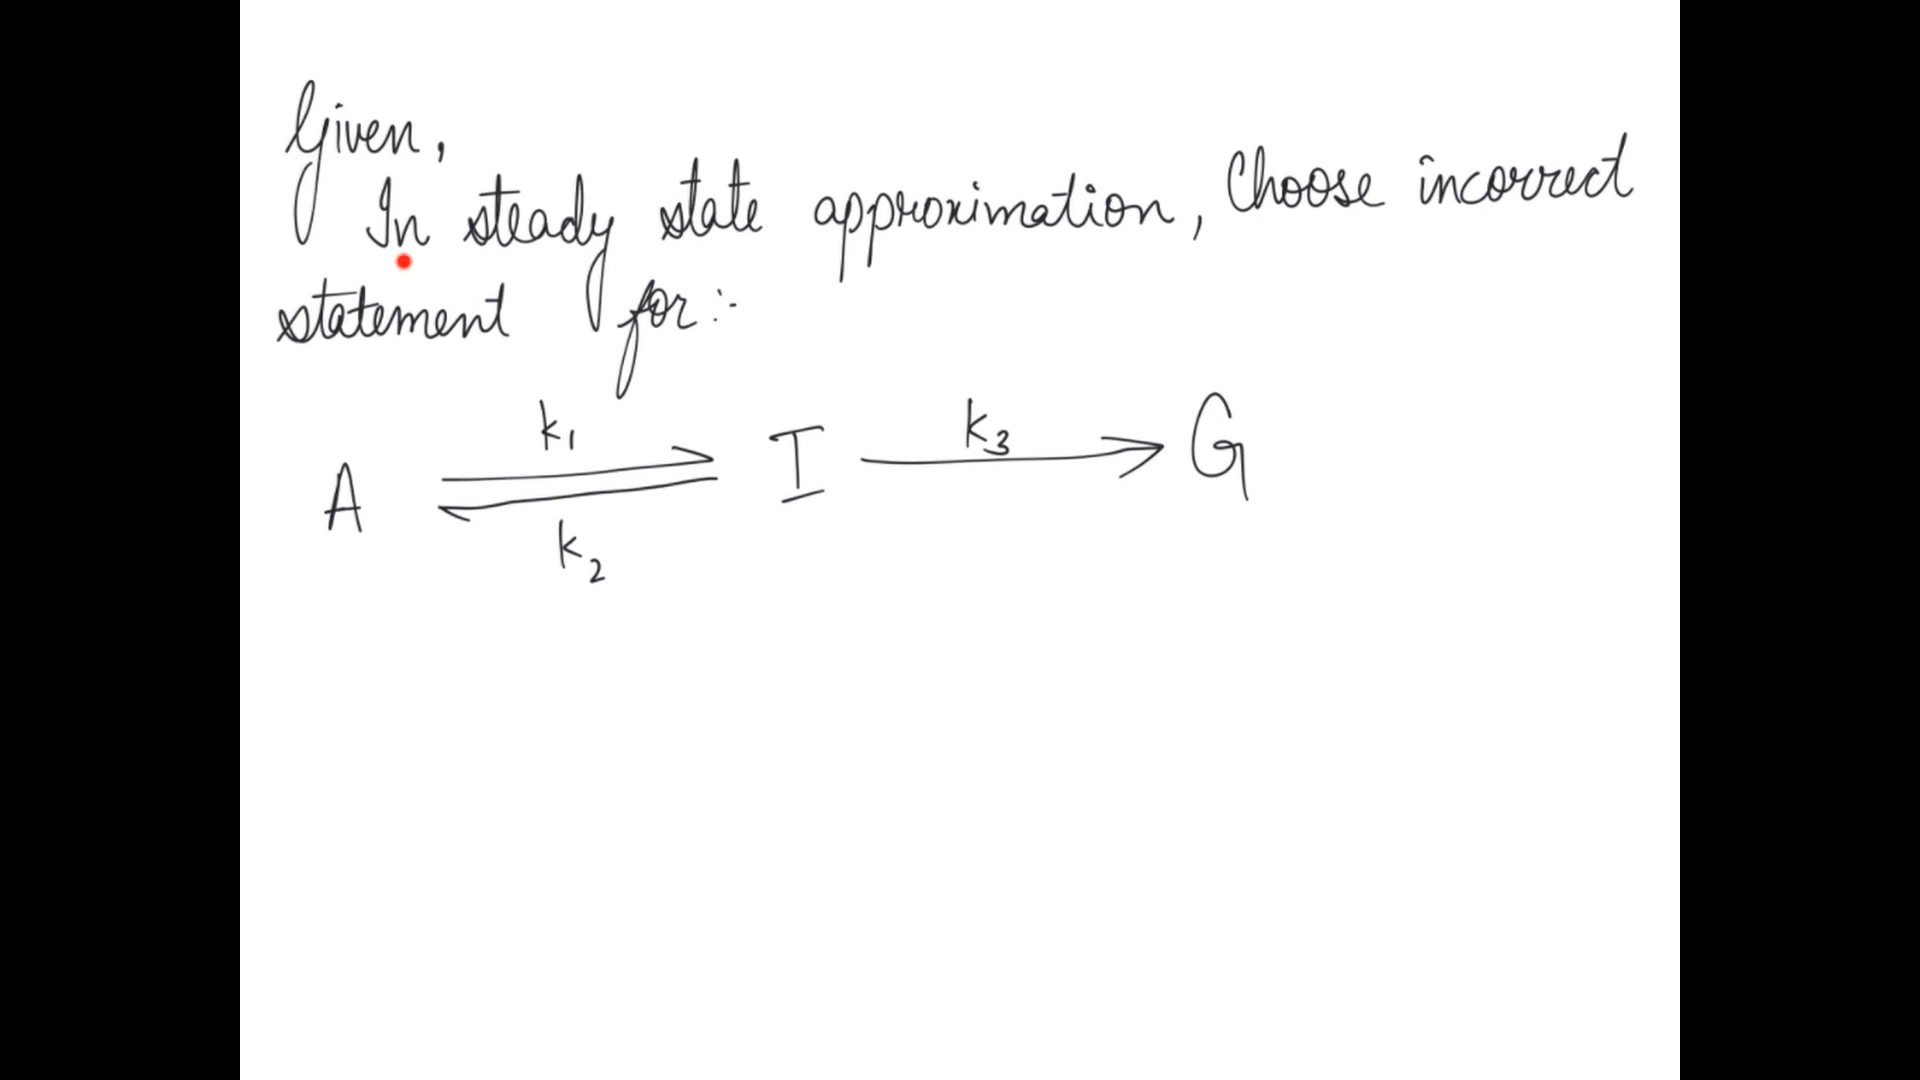 Given,
In steady state approximation, Choose incorrect
statement for :-
k1
A ⇌ I → G
k3
k2